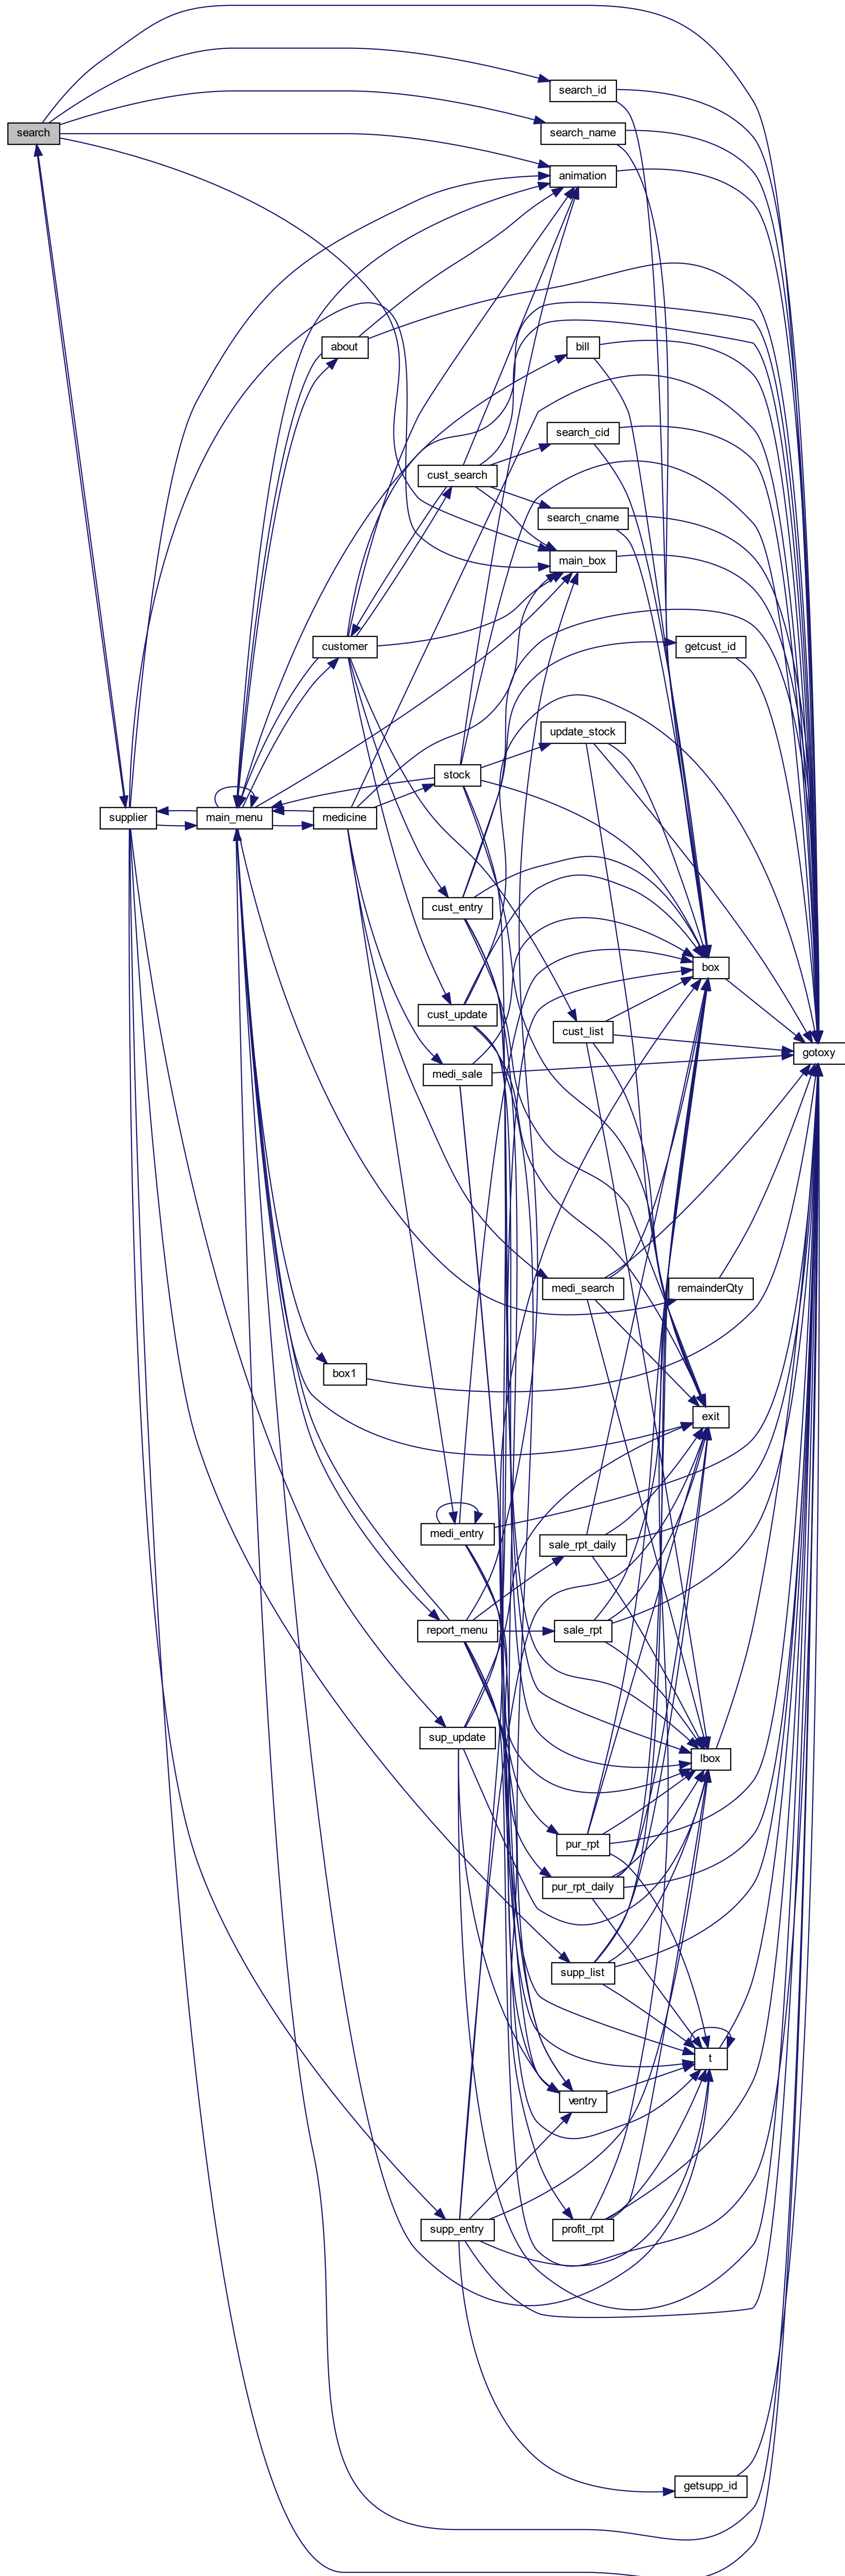 search_id
search_name
search
animation
about
bill
search_cid
cust_search
search_cname
main_box
customer
getcust_id
update_stock
stock
supplier
main_menu
medicine
cust_entry
box
cust_update
cust_list
gotoxy
medi_sale
medi_search
remainderQty
box1
exit
medi_entry
sale_rpt_daily
report_menu
sale_rpt
sup_update
lbox
pur_rpt
pur_rpt_daily
supp_list
t
ventry
supp_entry
profit_rpt
getsupp_id